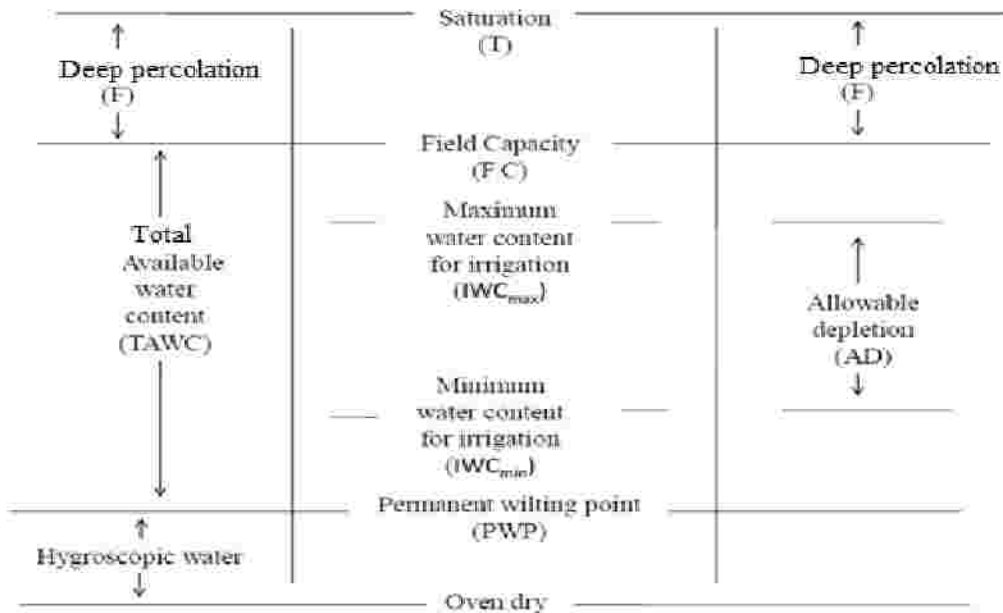 Saturation
(T)
Deep percolation
(F)
Deep percolation
(F)
Field Capacity
(F C)
Maximum
water content
for irrigation
(IWCmax)
Total
Available
water
content
(TAWC)
Allowable
depletion
(AD)
Minimum
water content
for irrigation
(IWCmin)
Permanent wilting point
(PWP)
Hygroscopic water
Oven dry